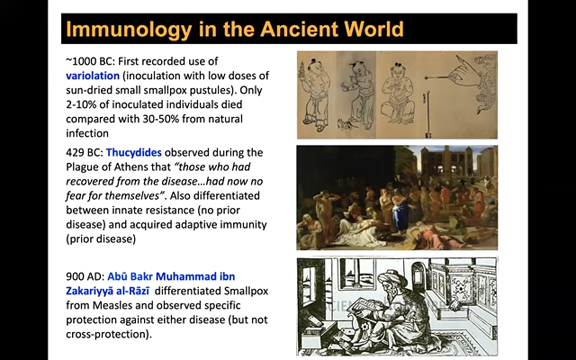 Immunology in the Ancient World
~1000 BC: First recorded use of
variolation (inoculation with low doses of
sun-dried small smallpox pustules). Only
2-10% of inoculated individuals died
compared with 30-50% from natural
infection
429 BC: Thucydides observed during the
Plague of Athens that “those who had
recovered from the disease…had now no
fear for themselves”. Also differentiated
between innate resistance (no prior
disease) and acquired adaptive immunity
(prior disease)
900 AD: Abū Bakr Muhammad ibn
Zakariyyā al-Rāzī differentiated Smallpox
from Measles and observed specific
protection against either disease (but not
cross-protection).